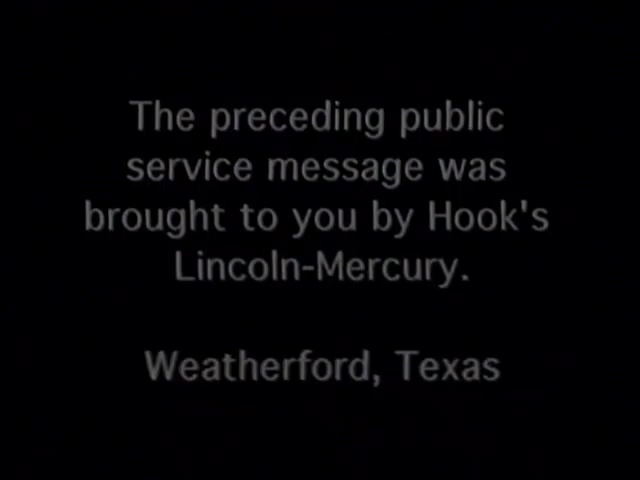 The preceding public
service message was
brought to you by Hook's
Lincoln-Mercury.
Weatherford, Texas